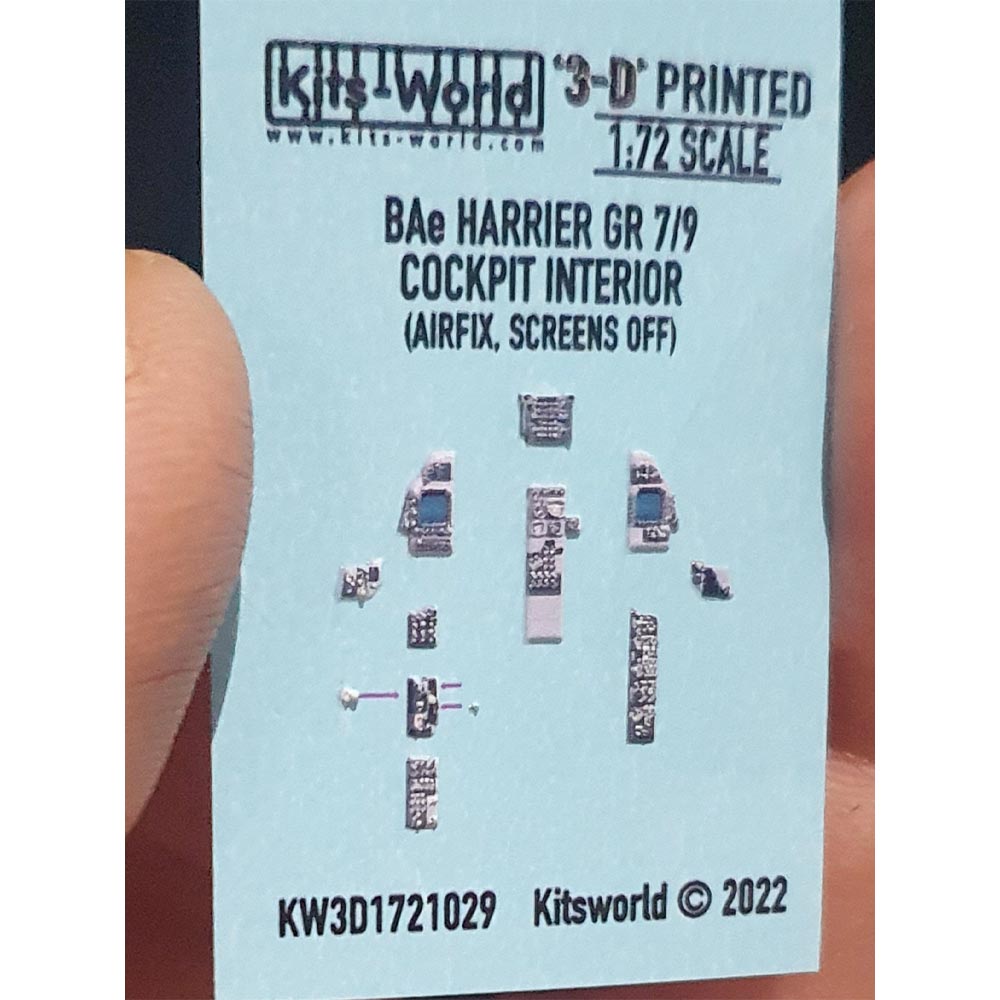 Kits-World
www.kits-world.com
'3-D' PRINTED
1:72 SCALE
BAe HARRIER GR 7/9
COCKPIT INTERIOR
(AIRFIX, SCREENS OFF)
KW3D1721029 Kitsworld © 2022